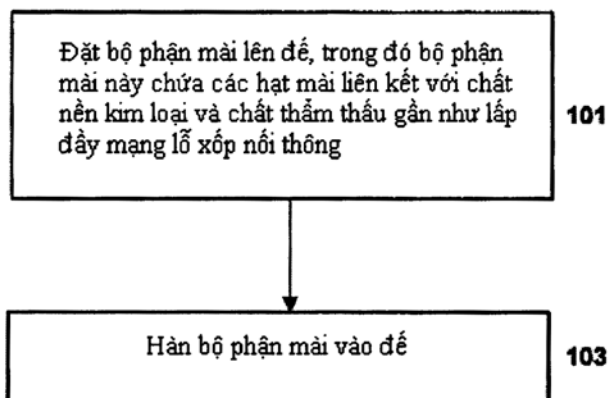 Đặt bộ phận mài lên đế, trong đó bộ phận
mài này chứa các hạt mài liên kết với chất
nền kim loại và chất thẩm thấu gần như lấp
đầy mạng lỗ xốp nối thông
101
Hàn bộ phận mài vào đế
103